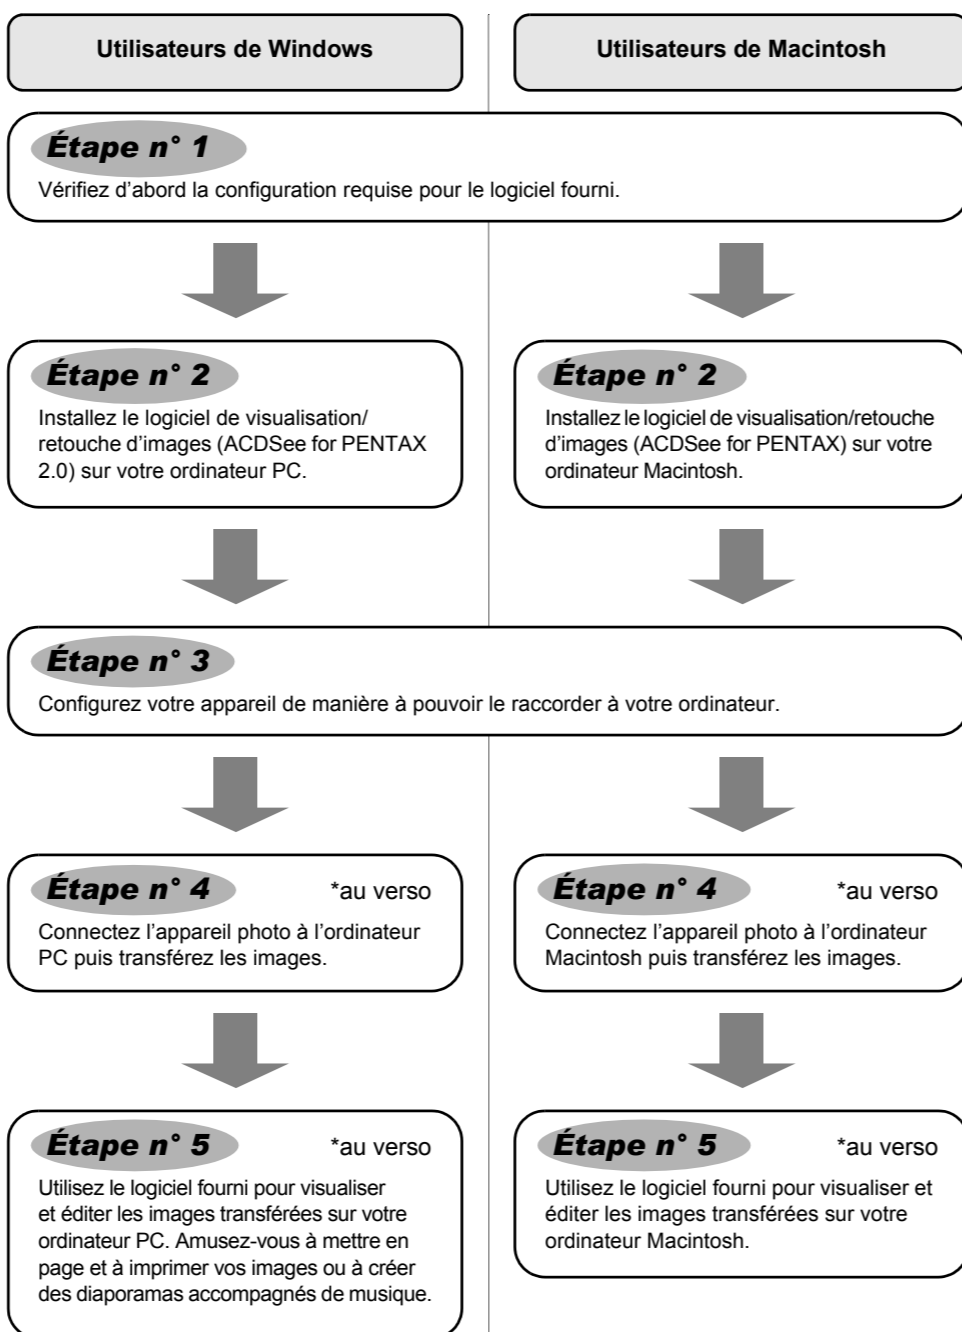 Utilisateurs de Windows
Utilisateurs de Macintosh
Étape n° 1
Vérifiez d’abord la configuration requise pour le logiciel fourni.
Étape n° 2
Installez le logiciel de visualisation/
retouche d’images (ACDSee for PENTAX
2.0) sur votre ordinateur PC.
Étape n° 2
Installez le logiciel de visualisation/retouche
d’images (ACDSee for PENTAX) sur votre
ordinateur Macintosh.
Étape n° 3
Configurez votre appareil de manière à pouvoir le raccorder à votre ordinateur.
Étape n° 4 *au verso
Connectez l’appareil photo à l’ordinateur
PC puis transférez les images.
Étape n° 4 *au verso
Connectez l’appareil photo à l’ordinateur
Macintosh puis transférez les images.
Étape n° 5 *au verso
Utilisez le logiciel fourni pour visualiser
et éditer les images transférées sur votre
ordinateur PC. Amusez-vous à mettre en
page et à imprimer vos images ou à créer
des diaporamas accompagnés de musique.
Étape n° 5 *au verso
Utilisez le logiciel fourni pour visualiser et
éditer les images transférées sur votre
ordinateur Macintosh.